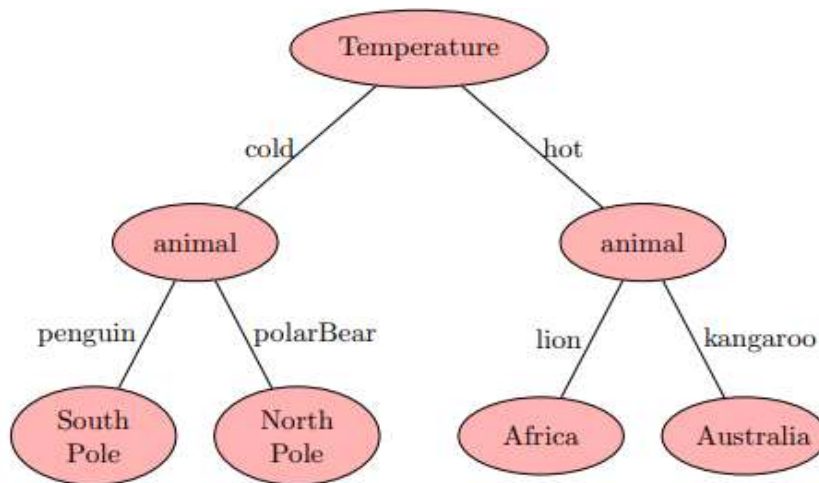 Temperature
cold
hot
animal
animal
penguin
polarBear
lion
kangaroo
South
Pole
North
Pole
Africa
Australia